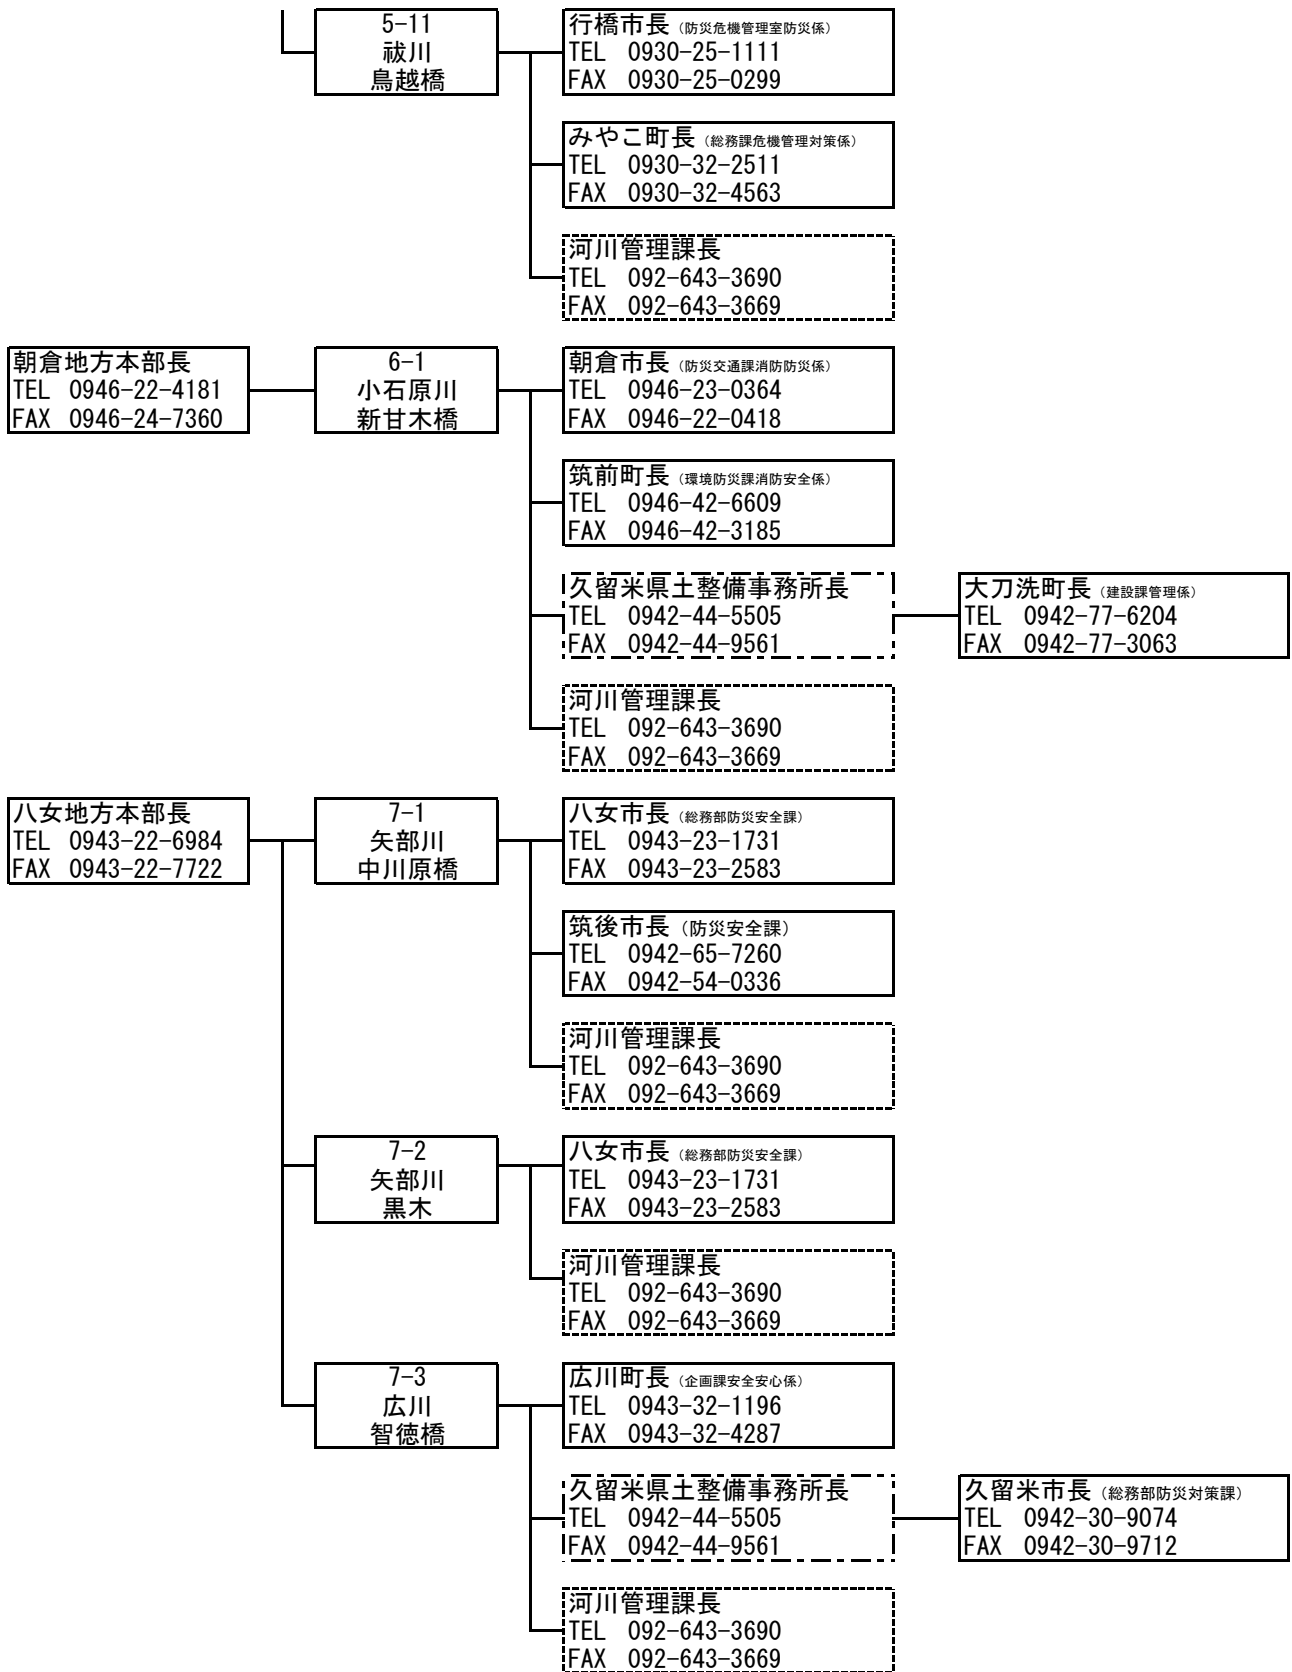 5-11
祓川
鳥越橋
行橋市長（防災危機管理室防災係）
TEL 0930-25-1111
FAX 0930-25-0299
みやこ町長（総務課危機管理対策係）
TEL 0930-32-2511
FAX 0930-32-4563
河川管理課長
TEL 092-643-3690
FAX 092-643-3669
朝倉地方本部長
TEL 0946-22-4181
FAX 0946-24-7360
6-1
小石原川
新甘木橋
朝倉市長（防災交通課消防防災係）
TEL 0946-23-0364
FAX 0946-22-0418
筑前町長（環境防災課消防安全係）
TEL 0946-42-6609
FAX 0946-42-3185
久留米県土整備事務所長
TEL 0942-44-5505
FAX 0942-44-9561
大刀洗町長（建設課管理係）
TEL 0942-77-6204
FAX 0942-77-3063
河川管理課長
TEL 092-643-3690
FAX 092-643-3669
八女地方本部長
TEL 0943-22-6984
FAX 0943-22-7722
7-1
矢部川
中川原橋
八女市長（総務部防災安全課）
TEL 0943-23-1731
FAX 0943-23-2583
筑後市長（防災安全課）
TEL 0942-65-7260
FAX 0942-54-0336
河川管理課長
TEL 092-643-3690
FAX 092-643-3669
7-2
矢部川
黒木
八女市長（総務部防災安全課）
TEL 0943-23-1731
FAX 0943-23-2583
河川管理課長
TEL 092-643-3690
FAX 092-643-3669
7-3
広川
智徳橋
広川町長（企画課安全安心係）
TEL 0943-32-1196
FAX 0943-32-4287
久留米県土整備事務所長
TEL 0942-44-5505
FAX 0942-44-9561
久留米市長（総務部防災対策課）
TEL 0942-30-9074
FAX 0942-30-9712
河川管理課長
TEL 092-643-3690
FAX 092-643-3669